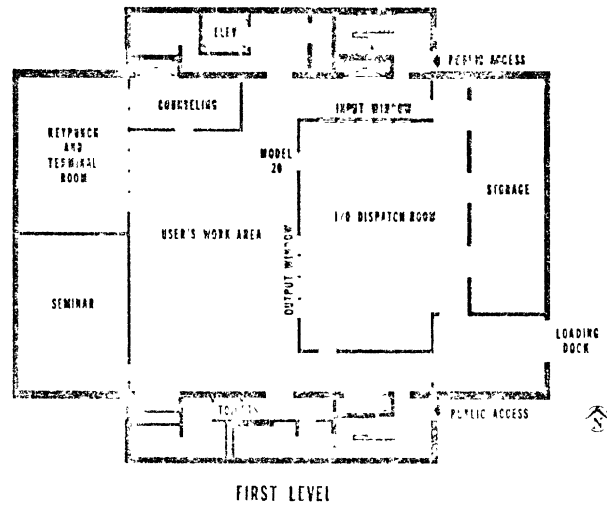 ELEV
PUBLIC ACCESS
COUNSELING
INPUT WINDOW
KEYPUNCH
AND
TERMINAL
ROOM
MODEL
20
STORAGE
I/O DISPATCH ROOM
USER'S WORK AREA
OUTPUT WINDOW
SEMINAR
LOADING
DOCK
TOILETS
PUBLIC ACCESS
N
FIRST LEVEL